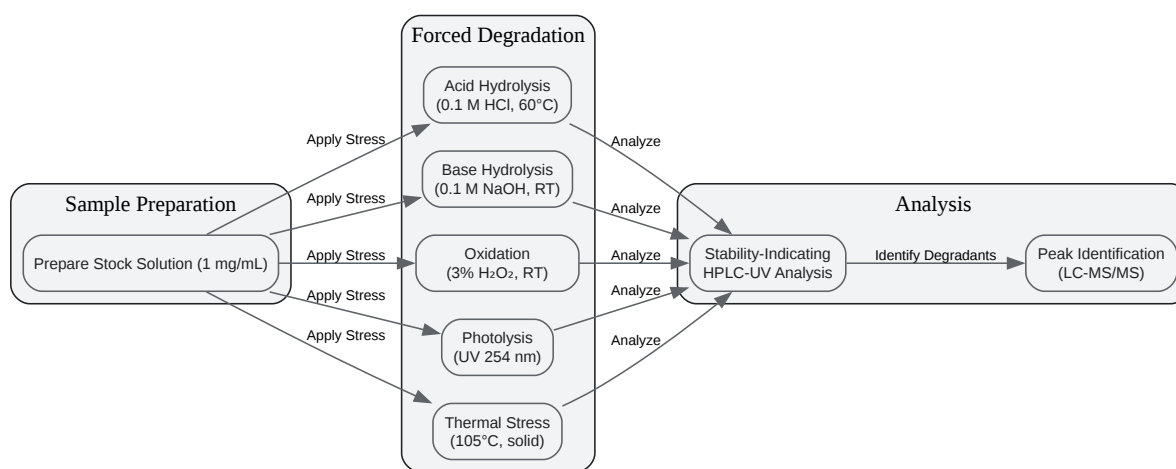 Sample Preparation
Prepare Stock Solution (1 mg/mL)
Apply Stress
Apply Stress
Apply Stress
Apply Stress
Apply Stress
Forced Degradation
Acid Hydrolysis
(0.1 M HCl, 60°C)
Base Hydrolysis
(0.1 M NaOH, RT)
Oxidation
(3% H₂O₂, RT)
Photolysis
(UV 254 nm)
Thermal Stress
(105°C, solid)
Analyze
Analyze
Analyze
Analyze
Analyze
Analysis
Stability-Indicating
HPLC-UV Analysis
Identify Degradants
Peak Identification
(LC-MS/MS)